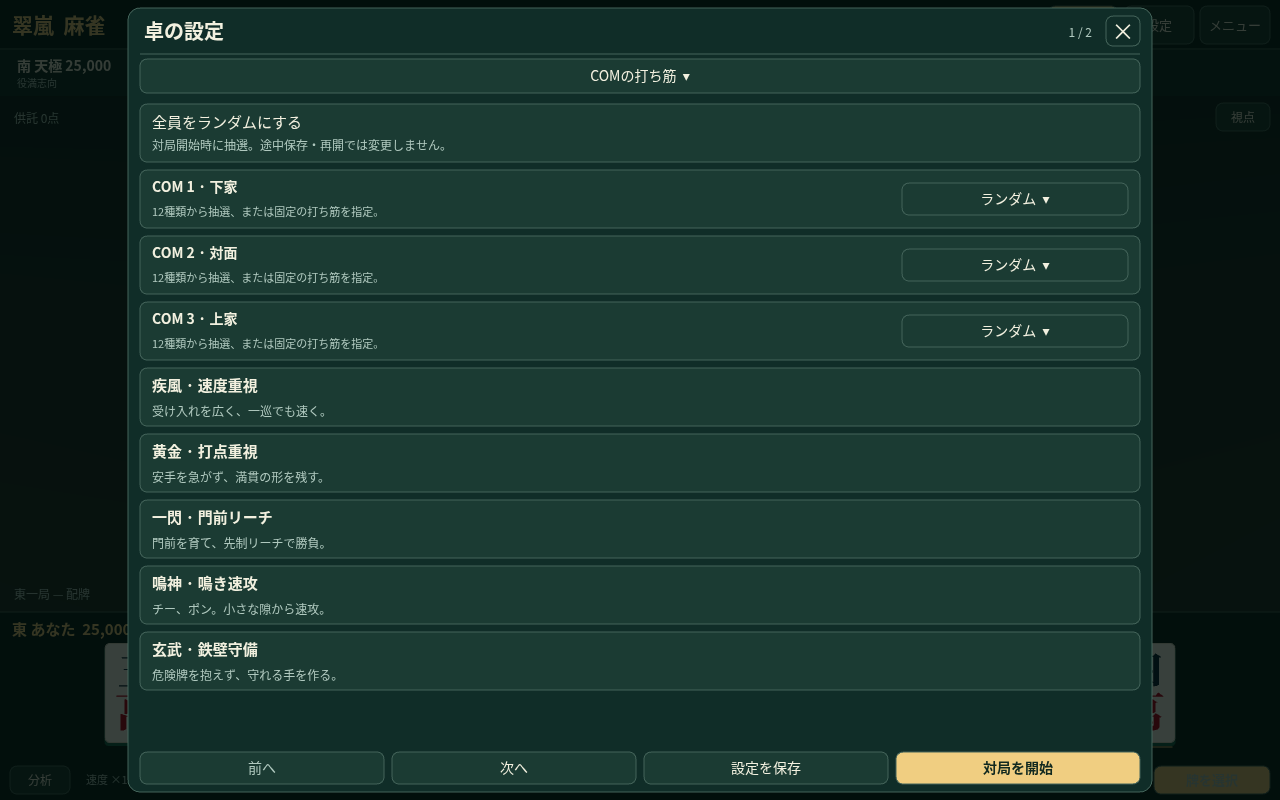 翠嵐 麻雀
設定
メニュー
南 天極 25,000
役満志向
供託 0点
視点
卓の設定
1 / 2
COMの打ち筋 ▼
全員をランダムにする
対局開始時に抽選。途中保存・再開では変更しません。
COM 1・下家
12種類から抽選、または固定の打ち筋を指定。
ランダム ▼
COM 2・対面
12種類から抽選、または固定の打ち筋を指定。
ランダム ▼
COM 3・上家
12種類から抽選、または固定の打ち筋を指定。
ランダム ▼
疾風・速度重視
受け入れを広く、一巡でも速く。
黄金・打点重視
安手を急がず、満貫の形を残す。
一閃・門前リーチ
門前を育て、先制リーチで勝負。
鳴神・鳴き速攻
チー、ポン。小さな隙から速攻。
玄武・鉄壁守備
危険牌を抱えず、守れる手を作る。
東一局 — 配牌
東 あなた 25,000
前へ
次へ
設定を保存
対局を開始
分析
速度 ×1